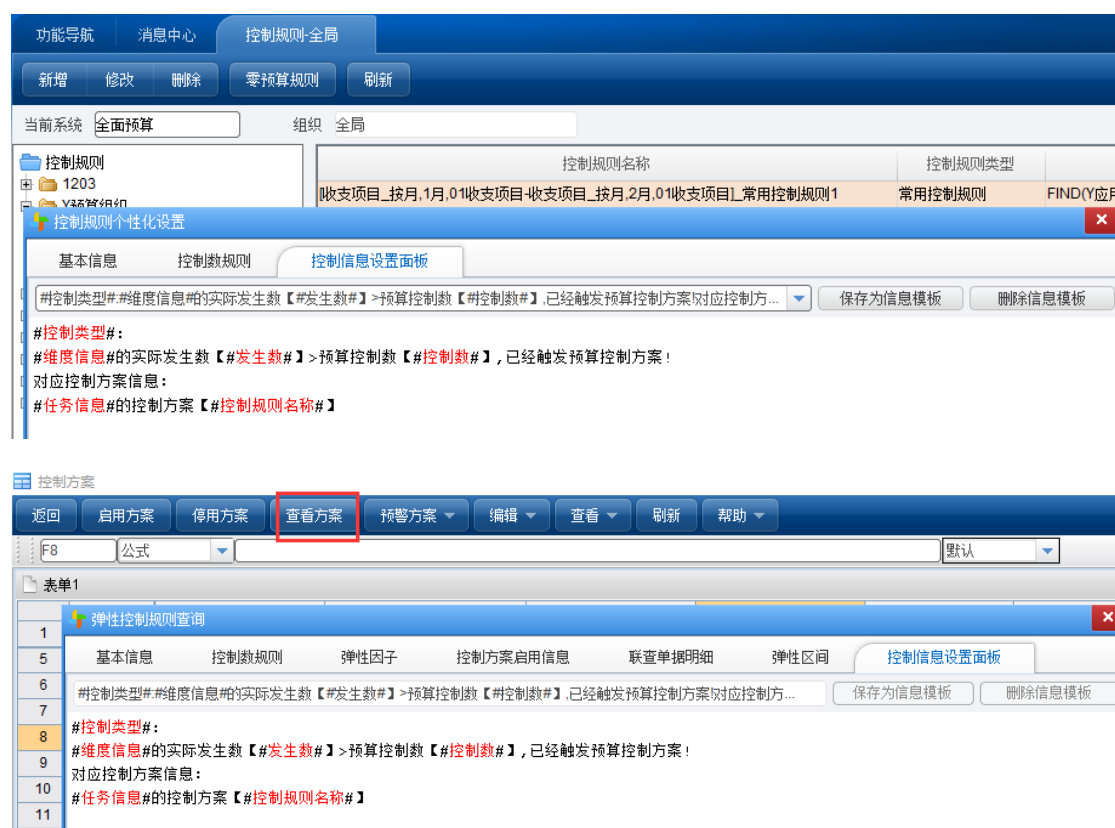 功能导航 消息中心 控制规则-全局
新增 修改 删除 零预算规则 刷新
当前系统 全面预算 组织 全局
控制规则 控制规则名称 控制规则类型
1203
[收支项目_按月,1月,01收支项目-收支项目_按月,2月,01收支项目]_常用控制规则1 常用控制规则 FIND(Y应用
Y预算组织
控制规则个性化设置
基本信息 控制数规则 控制信息设置面板
#控制类型#:#维度信息#的实际发生数【#发生数#】>预算控制数【#控制数#】,已经触发预算控制方案!对应控制方... 保存为信息模板 删除信息模板
#控制类型#:
#维度信息#的实际发生数【#发生数#】>预算控制数【#控制数#】,已经触发预算控制方案!
对应控制方案信息:
#任务信息#的控制方案【#控制规则名称#】
控制方案
返回 启用方案 停用方案 查看方案 预警方案 编辑 查看 刷新 帮助
F8 公式 默认
表单1
弹性控制规则查询
1
5
6
7
8
9
10
11
基本信息 控制数规则 弹性因子 控制方案启用信息 联查单据明细 弹性区间 控制信息设置面板
#控制类型#:#维度信息#的实际发生数【#发生数#】>预算控制数【#控制数#】,已经触发预算控制方案!对应控制方... 保存为信息模板 删除信息模板
#控制类型#:
#维度信息#的实际发生数【#发生数#】>预算控制数【#控制数#】,已经触发预算控制方案!
对应控制方案信息:
#任务信息#的控制方案【#控制规则名称#】